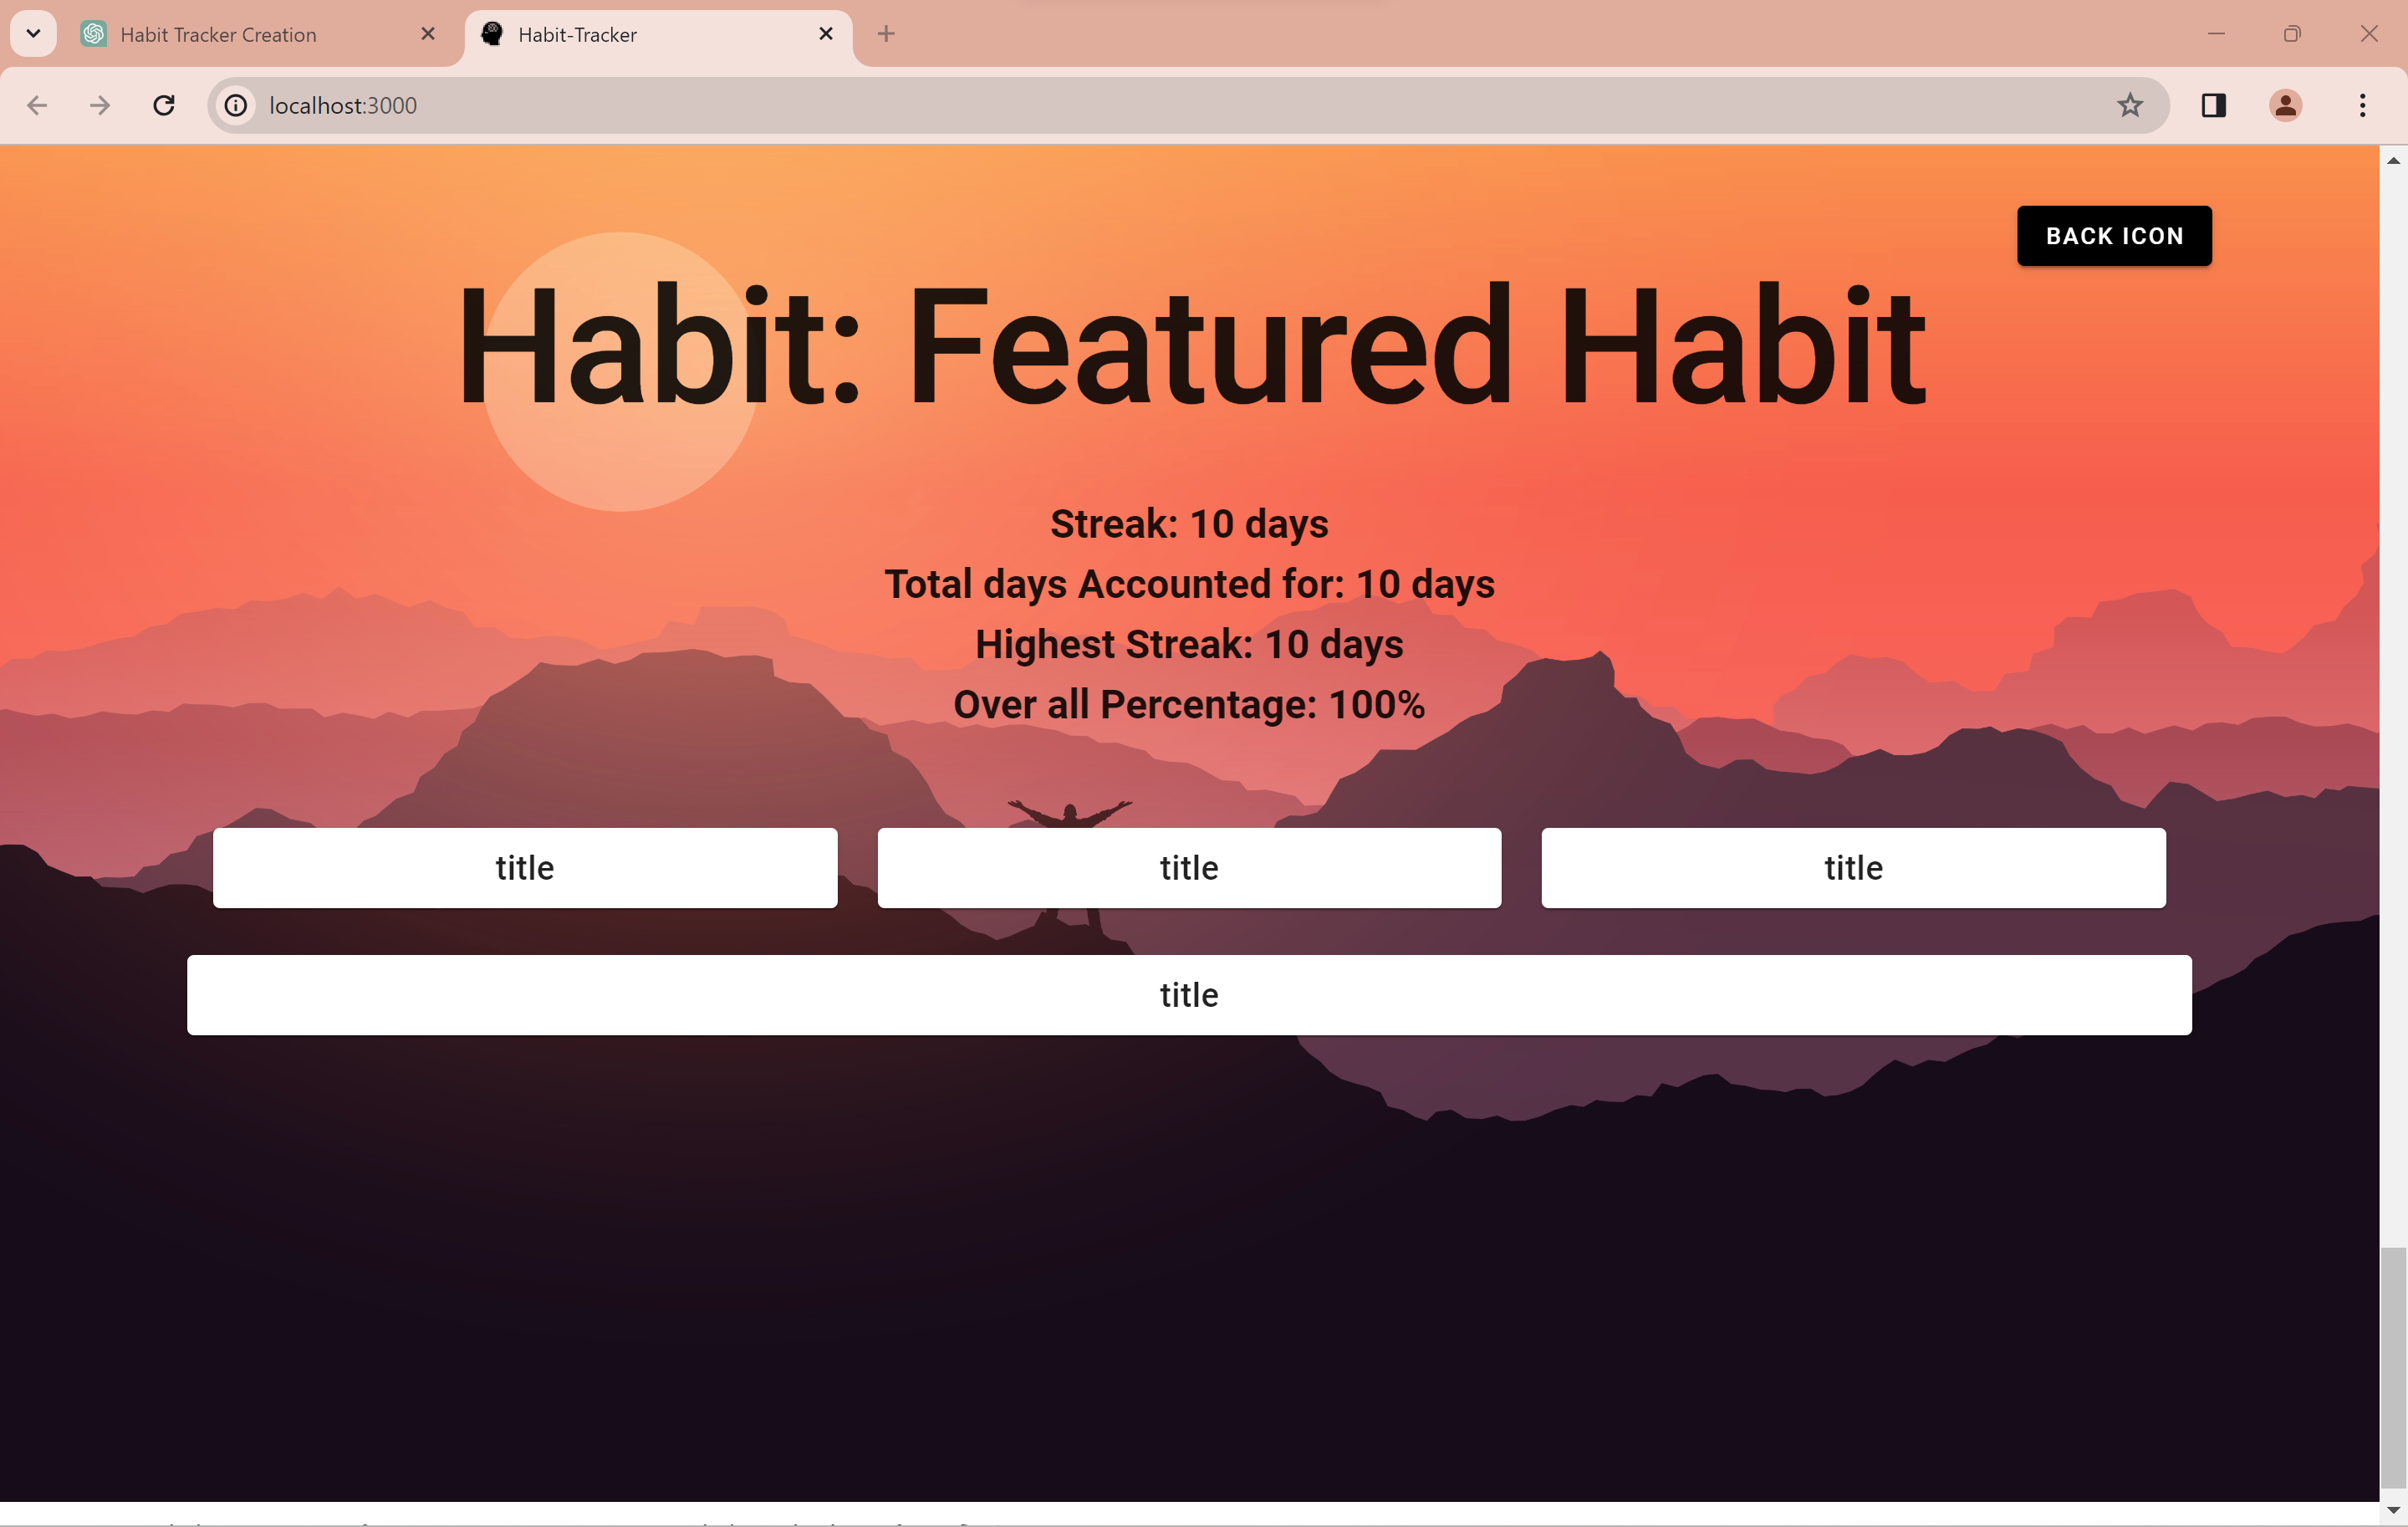 Habit Tracker Creation
Habit-Tracker
localhost:3000
BACK ICON
Habit: Featured Habit
Streak: 10 days
Total days Accounted for: 10 days
Highest Streak: 10 days
Over all Percentage: 100%
title title title
title